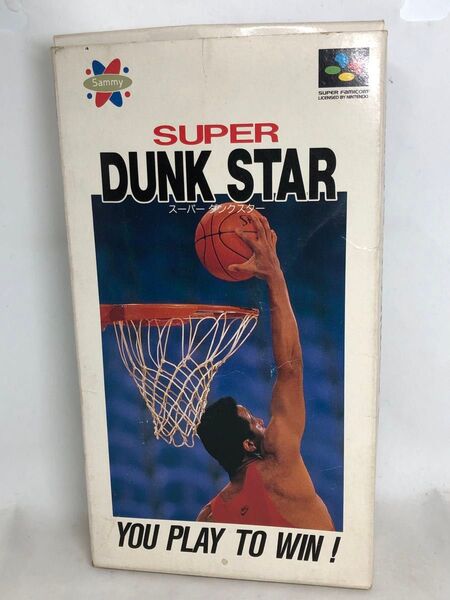 Sammy
SUPER FAMICOM
LICENSED BY NINTENDO
SUPER
DUNK STAR
スーパー ダンクスター
YOU PLAY TO WIN !